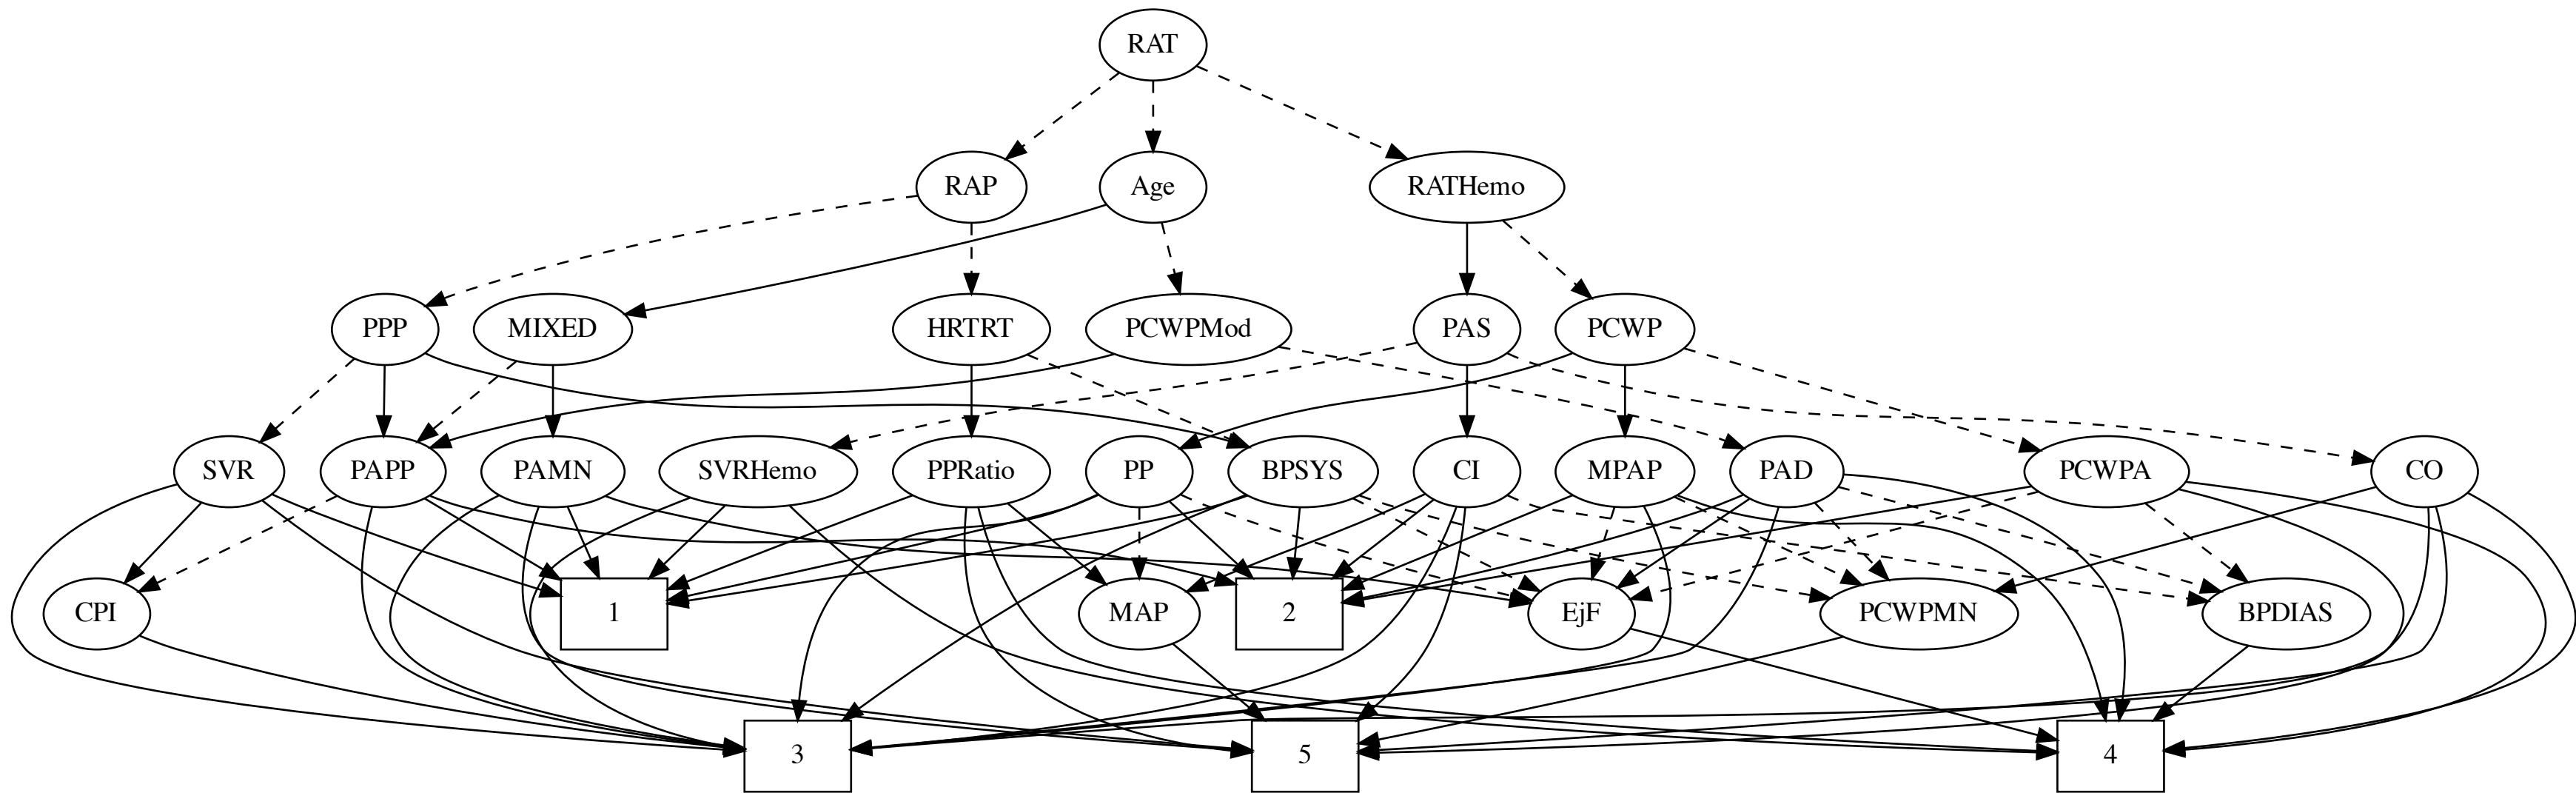 RAT
RAP
Age
RATHemo
PPP
MIXED
HRTRT
PCWPMod
PAS
PCWP
SVR
PAPP
PAMN
SVRHemo
PPRatio
PP
BPSYS
CI
MPAP
PAD
PCWPA
CO
CPI
1
MAP
2
EjF
PCWPMN
BPDIAS
3
5
4